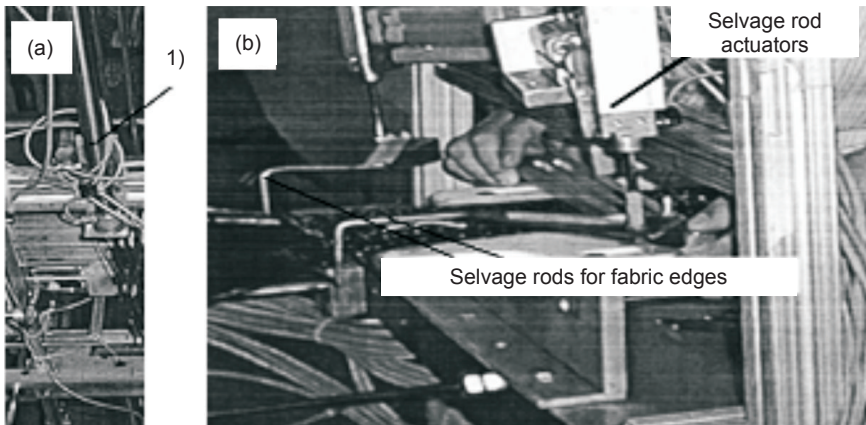 (a)
1)
(b)
Selvage rod
actuators
Selvage rods for fabric edges